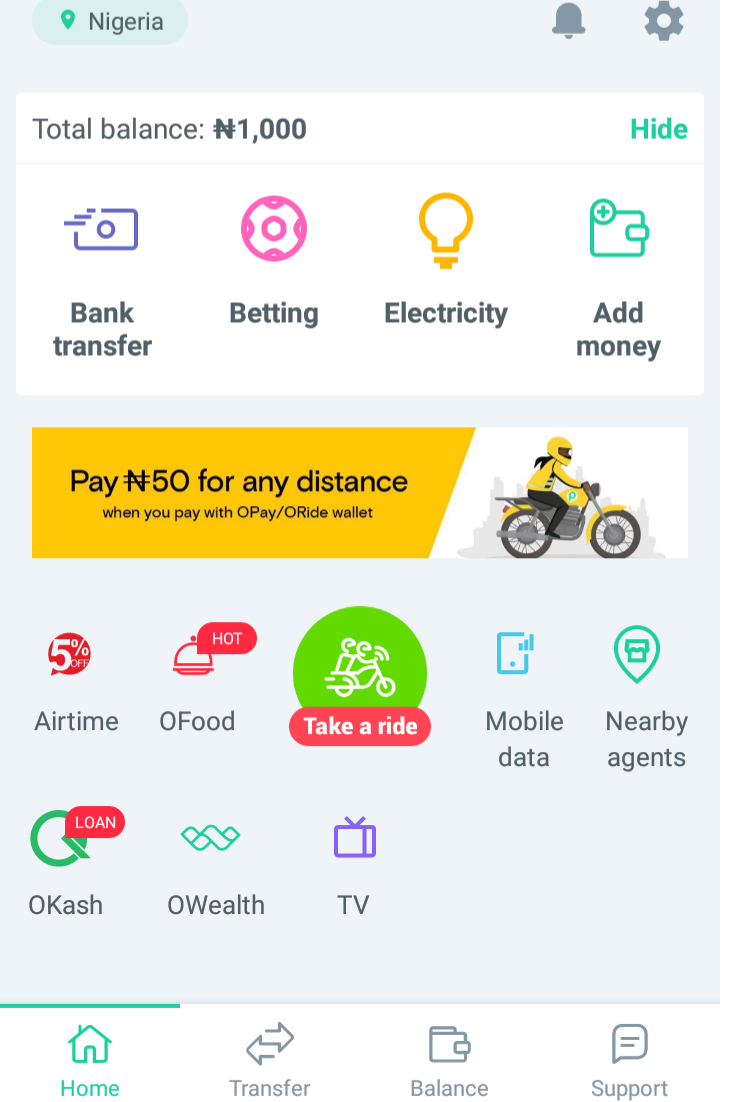 Nigeria
Total balance: ₦1,000
Hide
Bank
transfer
Betting
Electricity
Add
money
Pay ₦50 for any distance
when you pay with OPay/ORide wallet
5%
OFF
HOT
Airtime
OFood
Take a ride
Mobile
data
Nearby
agents
LOAN
OKash
OWealth
TV
Home
Transfer
Balance
Support